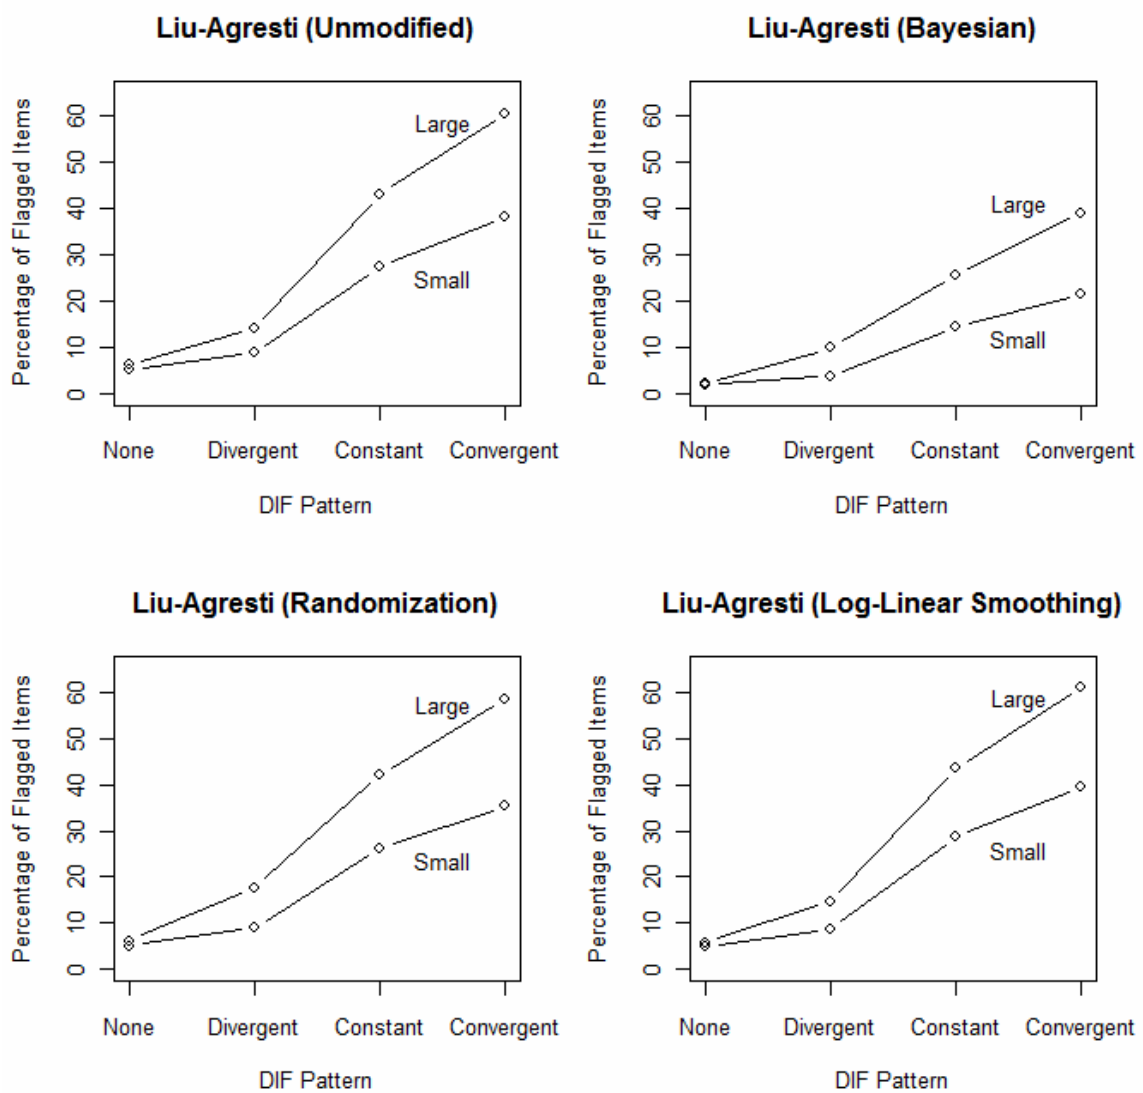 Liu-Agresti (Unmodified)
Percentage of Flagged Items
60
50
40
30
20
10
0
Large
Small
None Divergent Constant Convergent
DIF Pattern
Liu-Agresti (Bayesian)
Percentage of Flagged Items
60
50
40
30
20
10
0
Large
Small
None Divergent Constant Convergent
DIF Pattern
Liu-Agresti (Randomization)
Percentage of Flagged Items
60
50
40
30
20
10
0
Large
Small
None Divergent Constant Convergent
DIF Pattern
Liu-Agresti (Log-Linear Smoothing)
Percentage of Flagged Items
60
50
40
30
20
10
0
Large
Small
None Divergent Constant Convergent
DIF Pattern